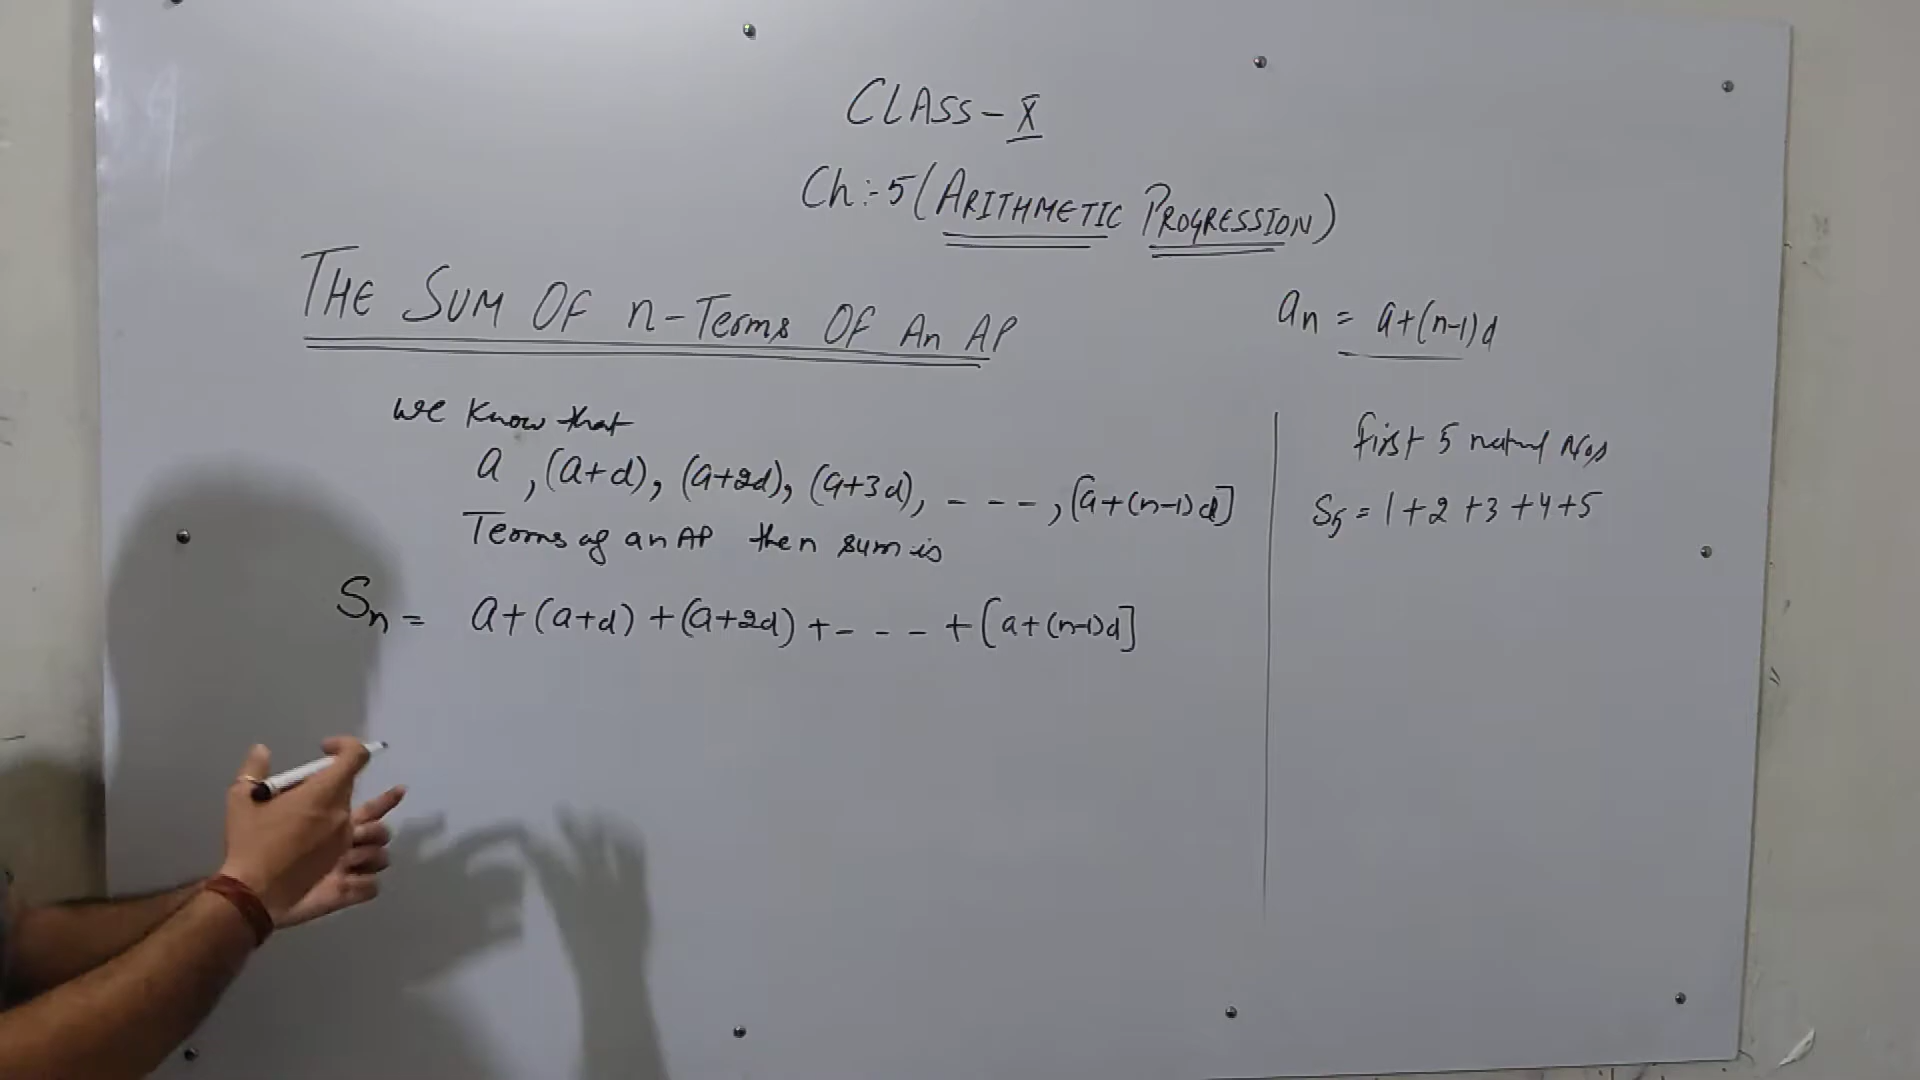 CLASS - X
Ch:- 5 (ARITHMETIC PROGRESSION)
THE SUM OF n-Terms OF An AP
an = a+(n-1)d
we know that
a, (a+d), (a+2d), (a+3d), - - - -, [a+(n-1)d]
Terms of an AP then sum is
Sn = a+(a+d)+(a+2d)+- - - +[a+(n-1)d]
first 5 natural Nos
S5 = 1+2+3+4+5